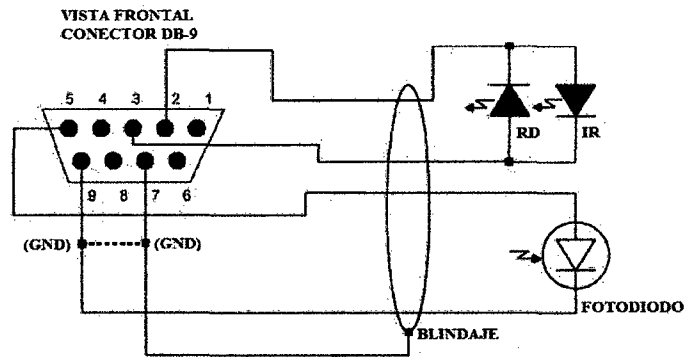 VISTA FRONTAL
CONECTOR DB-9
5 4 3 2 1
RD IR
9 8 7 6
(GND) (GND)
FOTODIODO
BLINDAJE